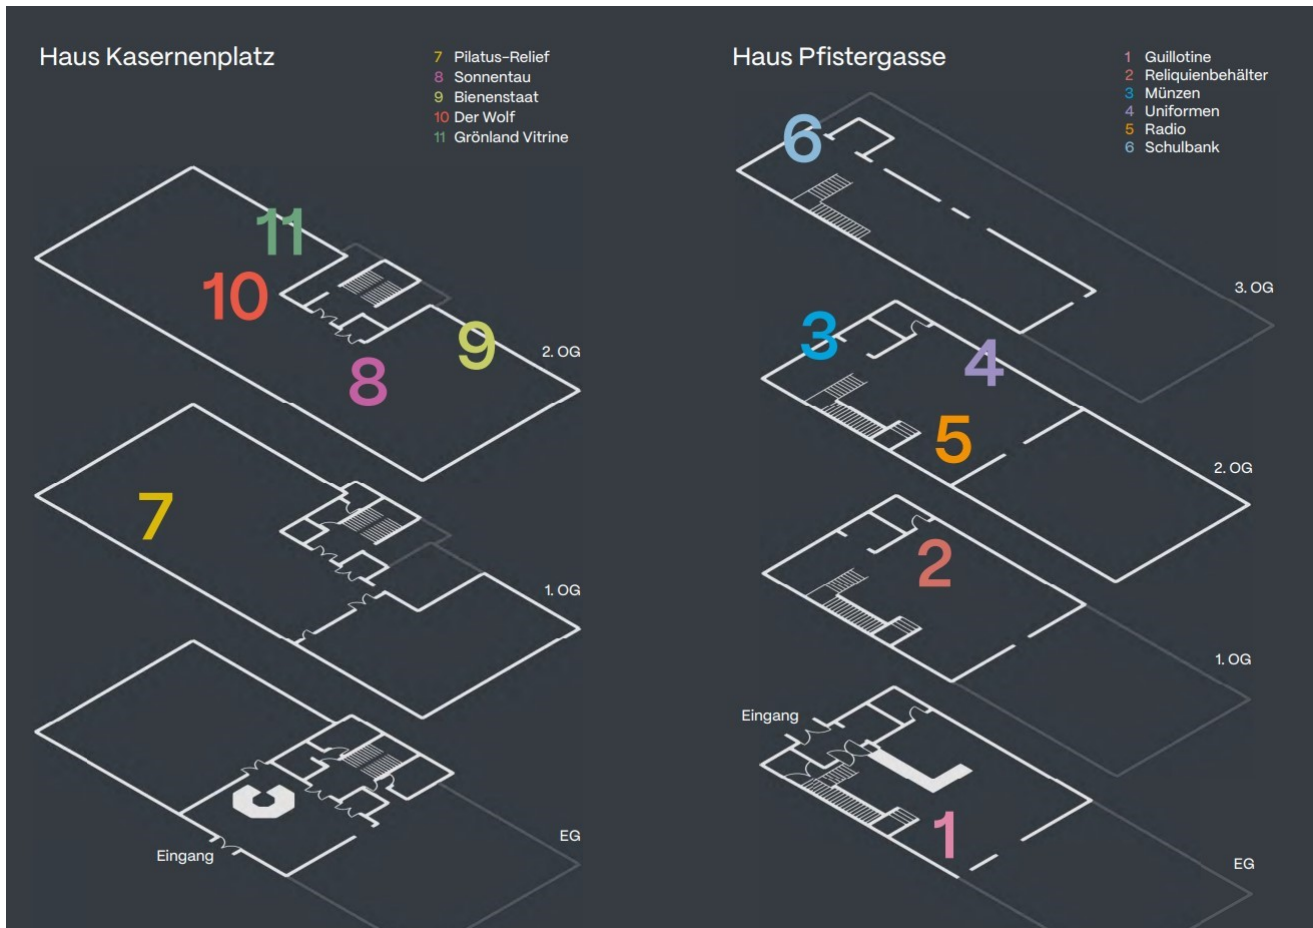 Haus Kasernenplatz
7 Pilatus-Relief
8 Sonnentau
9 Bienenstaat
10 Der Wolf
11 Grönland Vitrine
11
10
9
8
2. OG
7
1. OG
EG
Eingang
Haus Pfistergasse
1 Guillotine
2 Reliquienbehälter
3 Münzen
4 Uniformen
5 Radio
6 Schulbank
6
3. OG
3
4
5
2. OG
2
1. OG
Eingang
1
EG